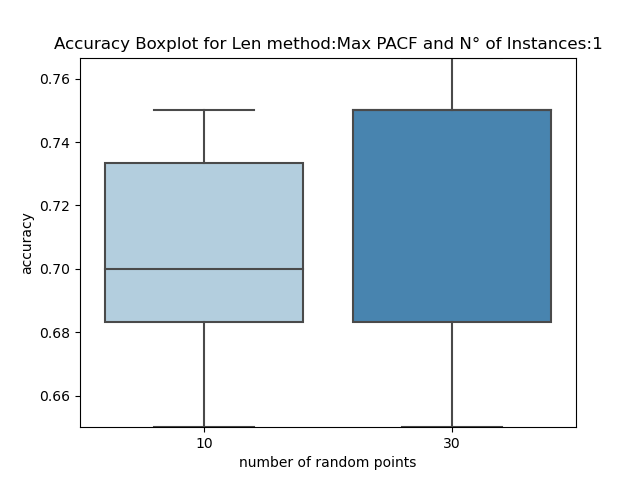 Accuracy Boxplot for Len method:Max PACF and N° of Instances:1
0.76
0.74
0.72
0.70
0.68
0.66
accuracy
10 30
number of random points